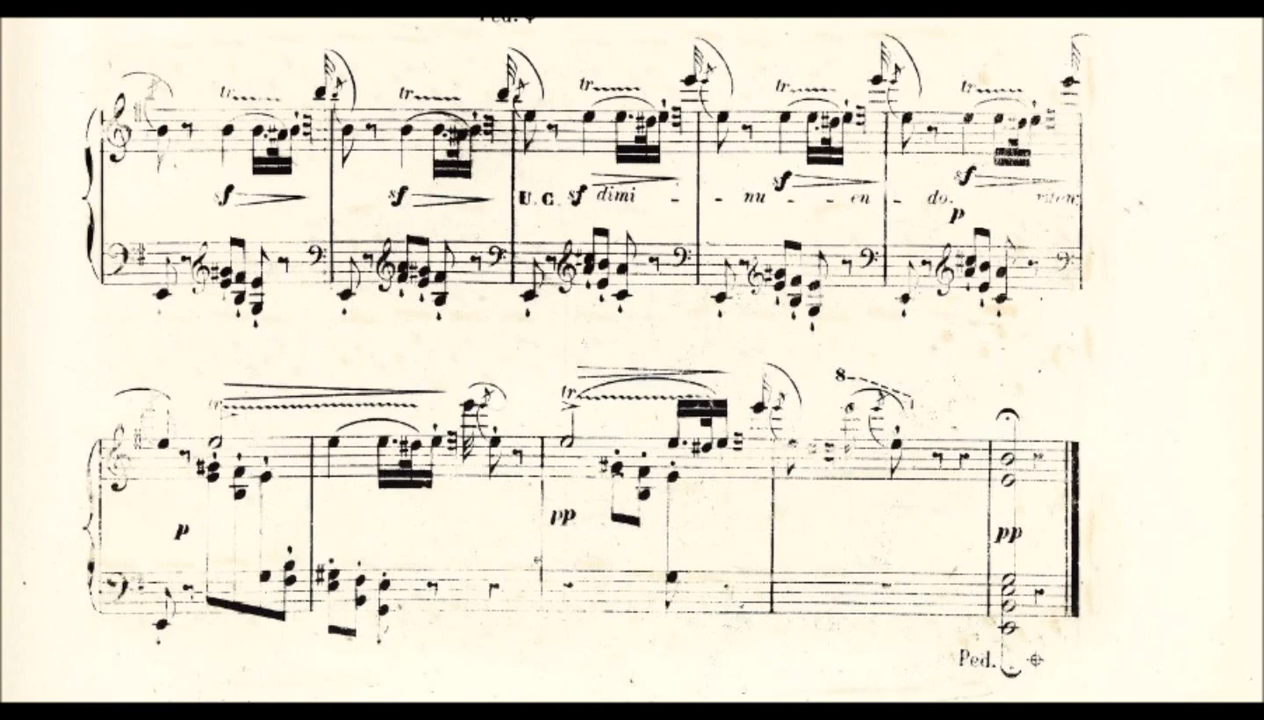 Ped.
tr tr tr tr tr
sf sf U.C. sf dimi - - nu - - en - do. sf riten:
p
tr tr 8
p pp pp
Ped.